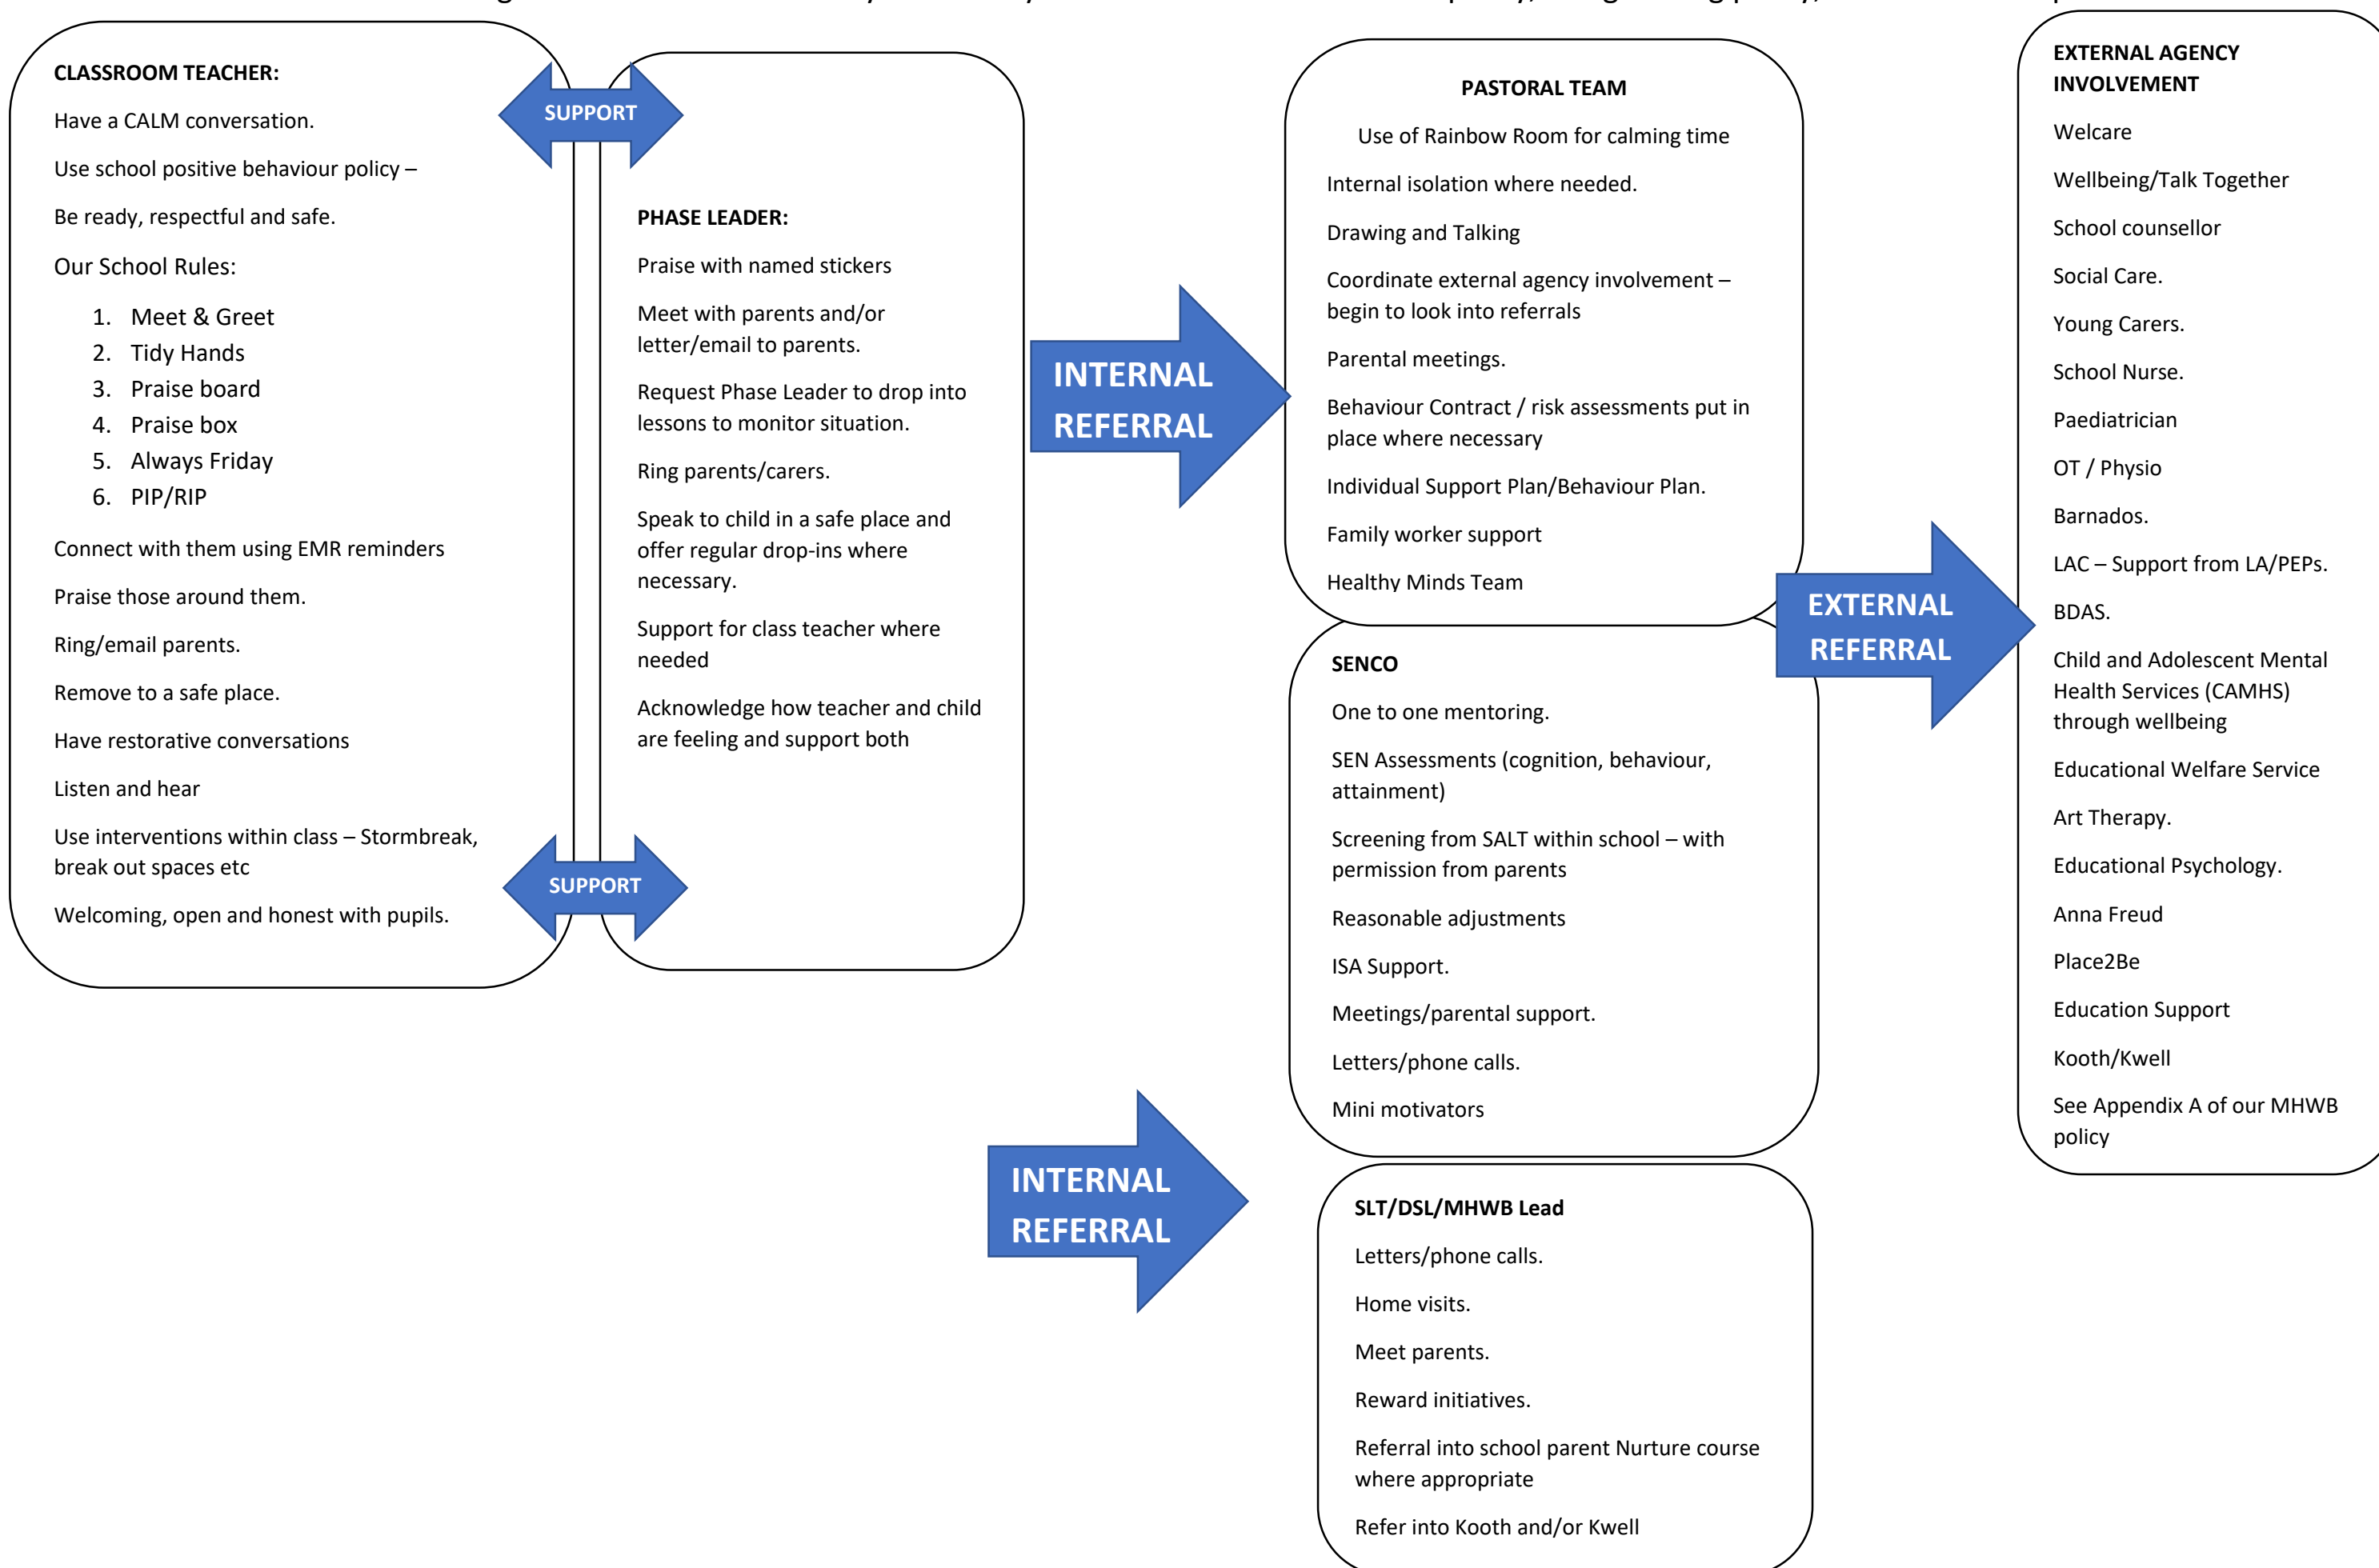 CLASSROOM TEACHER:
Have a CALM conversation.
Use school positive behaviour policy –
Be ready, respectful and safe.
Our School Rules:
1. Meet & Greet
2. Tidy Hands
3. Praise board
4. Praise box
5. Always Friday
6. PIP/RIP
Connect with them using EMR reminders
Praise those around them.
Ring/email parents.
Remove to a safe place.
Have restorative conversations
Listen and hear
Use interventions within class – Stormbreak,
break out spaces etc
Welcoming, open and honest with pupils.
SUPPORT
SUPPORT
PHASE LEADER:
Praise with named stickers
Meet with parents and/or
letter/email to parents.
Request Phase Leader to drop into
lessons to monitor situation.
Ring parents/carers.
Speak to child in a safe place and
offer regular drop-ins where
necessary.
Support for class teacher where
needed
Acknowledge how teacher and child
are feeling and support both
INTERNAL
REFERRAL
INTERNAL
REFERRAL
PASTORAL TEAM
Use of Rainbow Room for calming time
Internal isolation where needed.
Drawing and Talking
Coordinate external agency involvement –
begin to look into referrals
Parental meetings.
Behaviour Contract / risk assessments put in
place where necessary
Individual Support Plan/Behaviour Plan.
Family worker support
Healthy Minds Team
SENCO
One to one mentoring.
SEN Assessments (cognition, behaviour,
attainment)
Screening from SALT within school – with
permission from parents
Reasonable adjustments
ISA Support.
Meetings/parental support.
Letters/phone calls.
Mini motivators
SLT/DSL/MHWB Lead
Letters/phone calls.
Home visits.
Meet parents.
Reward initiatives.
Referral into school parent Nurture course
where appropriate
Refer into Kooth and/or Kwell
EXTERNAL
REFERRAL
EXTERNAL AGENCY
INVOLVEMENT
Welcare
Wellbeing/Talk Together
School counsellor
Social Care.
Young Carers.
School Nurse.
Paediatrician
OT / Physio
Barnados.
LAC – Support from LA/PEPs.
BDAS.
Child and Adolescent Mental
Health Services (CAMHS)
through wellbeing
Educational Welfare Service
Art Therapy.
Educational Psychology.
Anna Freud
Place2Be
Education Support
Kooth/Kwell
See Appendix A of our MHWB
policy